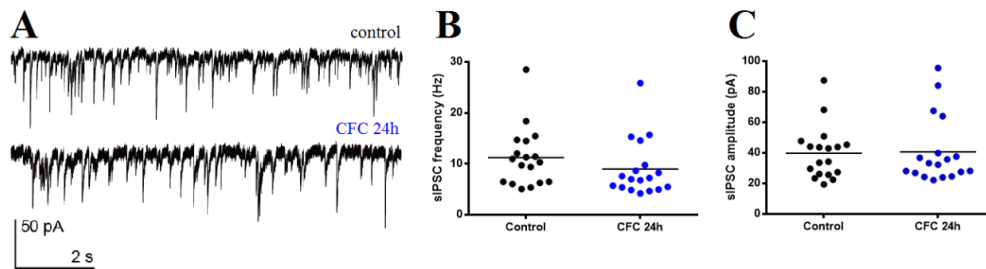 A
control
CFC 24h
50 pA
2 s
B
sIPSC frequency (Hz)
30
20
10
0
Control
CFC 24h
C
sIPSC amplitude (pA)
100
80
60
40
20
0
Control
CFC 24h